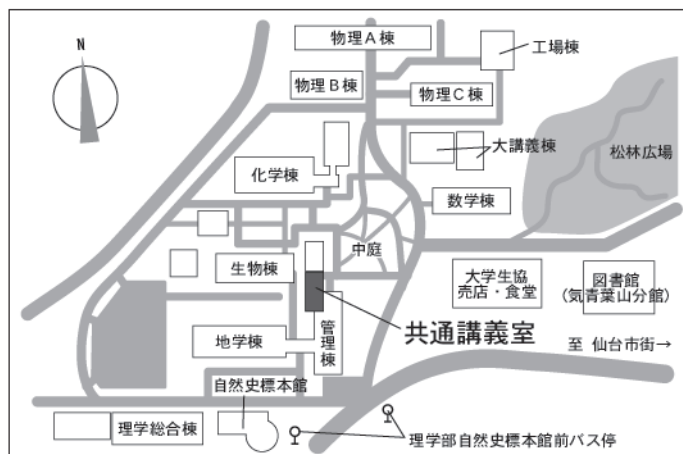 N
物理A棟
工場棟
物理B棟
物理C棟
大講義棟
松林広場
化学棟
数学棟
中庭
生物棟
大学生協
売店・食堂
図書館
(気青葉山分館)
共通講義室
管理棟
地学棟
至 仙台市街→
自然史標本館
理学総合棟
理学部自然史標本館前バス停